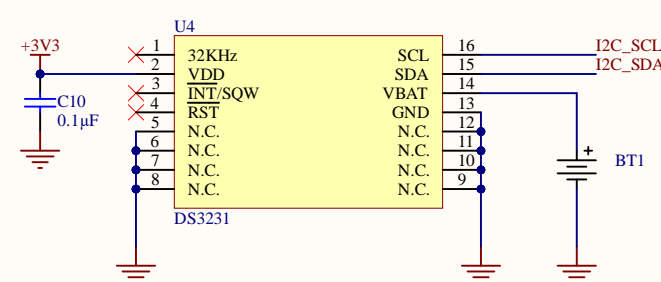 U4
+3V3
1 32KHz SCL 16 I2C_SCL
2 VDD SDA 15 I2C_SDA
3 INT/SQW VBAT 14
4 RST GND 13
5 N.C. N.C. 12
6 N.C. N.C. 11
7 N.C. N.C. 10
8 N.C. N.C. 9
C10
0.1µF
+
BT1
DS3231